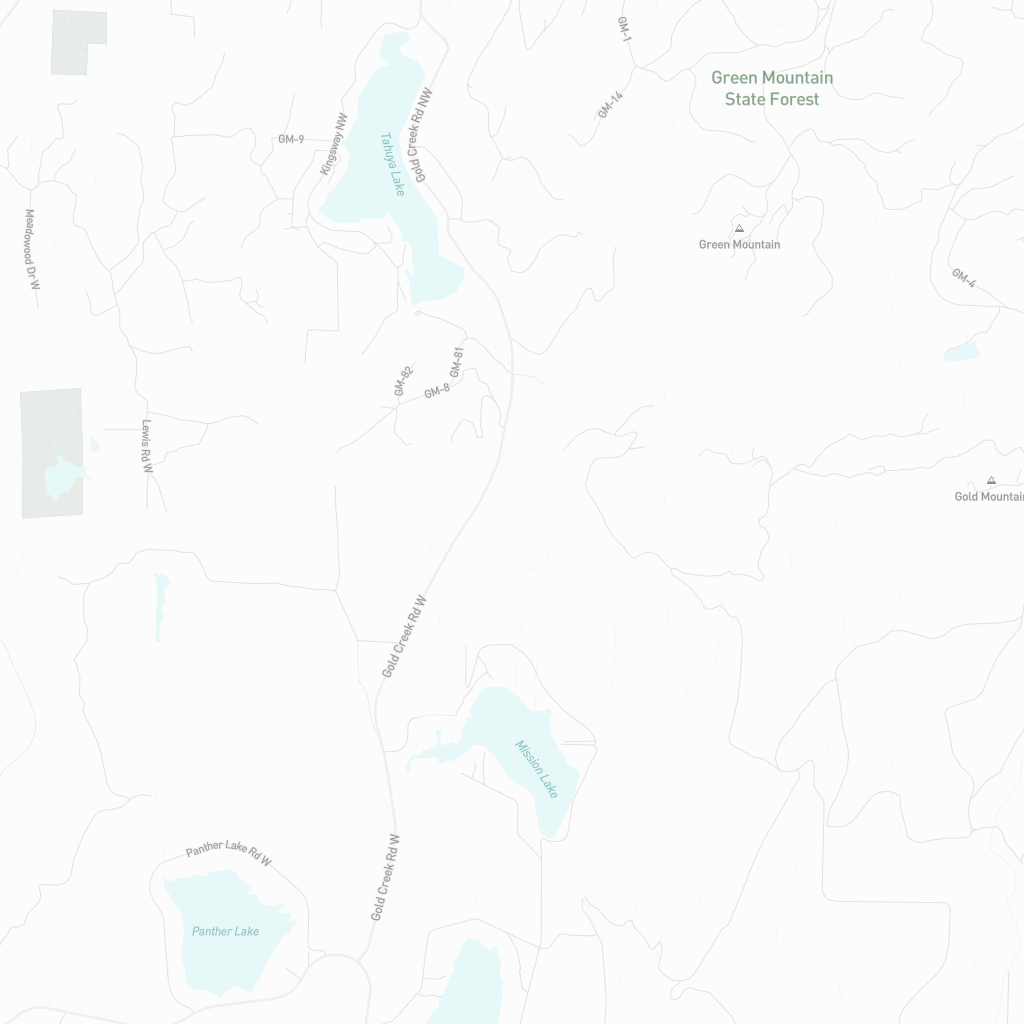 GM-1
Green Mountain
State Forest
GM-14
Gold Creek Rd NW
Kingsway NW
GM-9
Tahuya Lake
Meadowood Dr W
Green Mountain
GM-4
GM-81
GM-82
GM-8
Lewis Rd W
Gold Mountain
Gold Creek Rd W
Mission Lake
Panther Lake Rd W
Gold Creek Rd W
Panther Lake